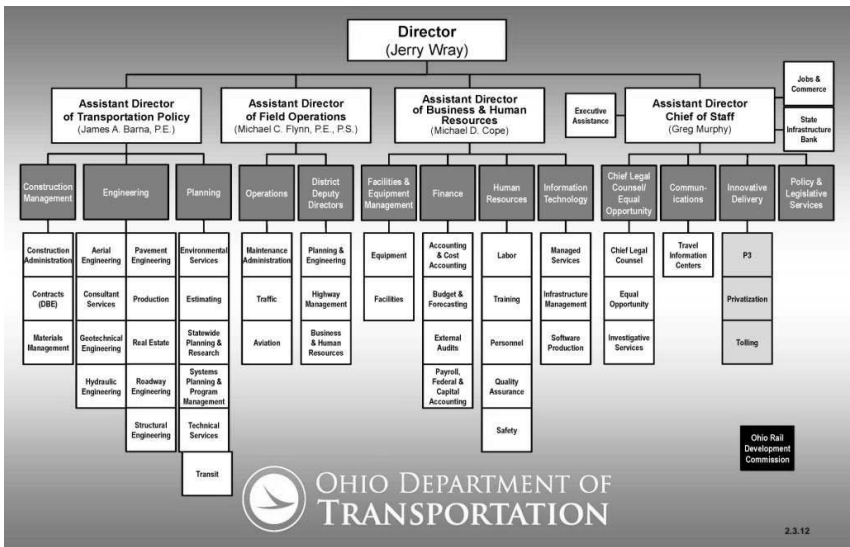 Director
(Jerry Wray)
Assistant Director
of Transportation Policy
(James A. Barna, P.E.)
Assistant Director
of Field Operations
(Michael C. Flynn, P.E., P.S.)
Assistant Director
of Business & Human
Resources
(Michael D. Cope)
Executive
Assistance
Assistant Director
Chief of Staff
(Greg Murphy)
Jobs &
Commerce
State
Infrastructure
Bank
Construction
Management
Engineering
Planning
Operations
District
Deputy
Directors
Facilities &
Equipment
Management
Finance
Human
Resources
Information
Technology
Chief Legal
Counsel/
Equal
Opportunity
Commun-
ications
Innovative
Delivery
Policy &
Legislative
Services
Construction
Administration
Contracts
(DBE)
Materials
Management
Aerial
Engineering
Consultant
Services
Geotechnical
Engineering
Hydraulic
Engineering
Pavement
Engineering
Production
Real Estate
Roadway
Engineering
Structural
Engineering
Environmental
Services
Estimating
Statewide
Planning &
Research
Systems
Planning &
Program
Management
Technical
Services
Transit
Maintenance
Administration
Traffic
Aviation
Planning &
Engineering
Highway
Management
Business
& Human
Resources
Equipment
Facilities
Accounting
& Cost
Accounting
Budget &
Forecasting
External
Audits
Payroll,
Federal &
Capital
Accounting
Labor
Training
Personnel
Quality
Assurance
Safety
Managed
Services
Infrastructure
Management
Software
Production
Chief Legal
Counsel
Equal
Opportunity
Investigative
Services
Travel
Information
Centers
P3
Privatization
Tolling
Ohio Rail
Development
Commission
OHIO DEPARTMENT OF
TRANSPORTATION
2.3.12